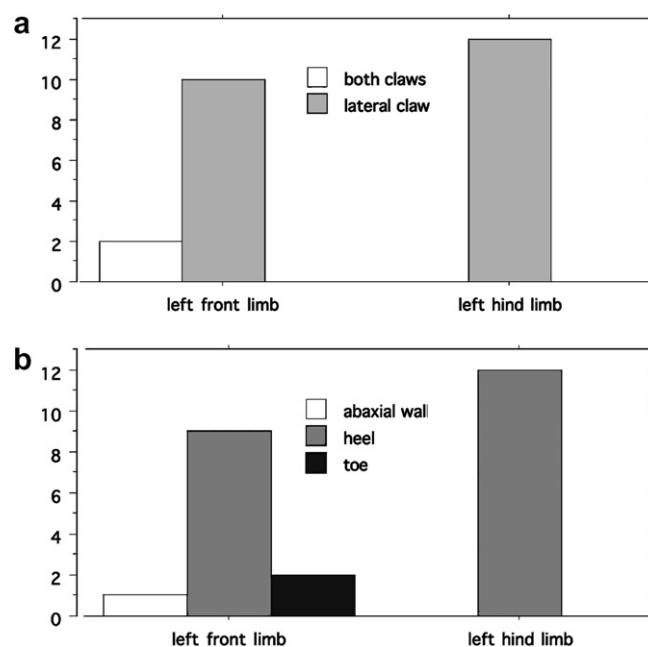 a
12
10
8
6
4
2
0
both claws
lateral claw
left front limb
left hind limb
b
12
10
8
6
4
2
0
abaxial wall
heel
toe
left front limb
left hind limb